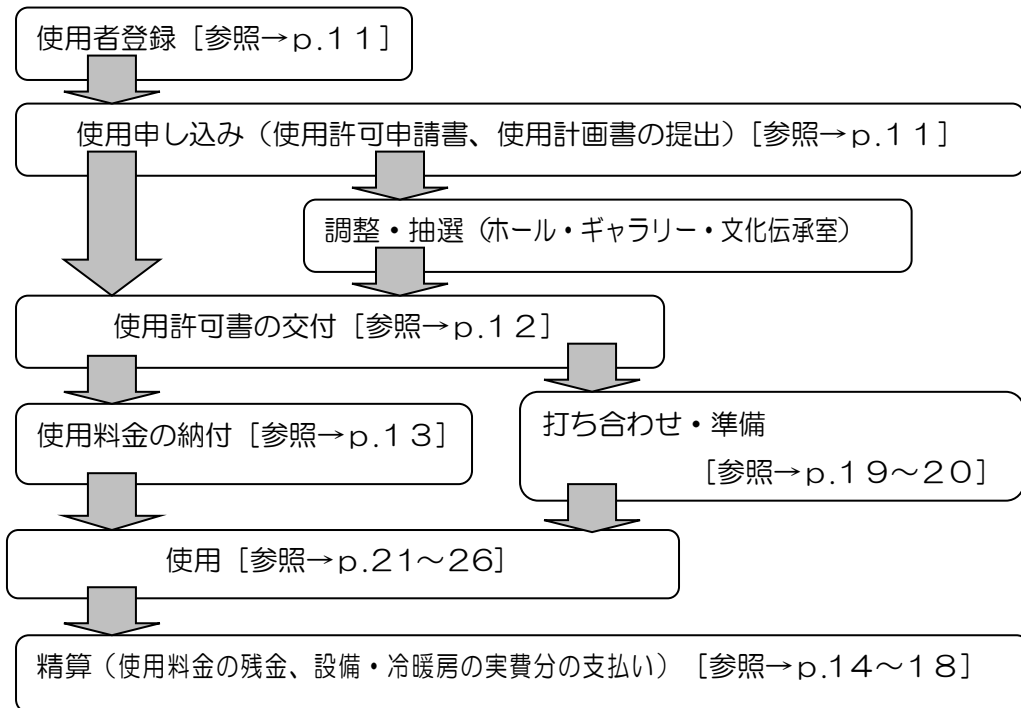 使用者登録［参照→p.１１］
使用申し込み（使用許可申請書、使用計画書の提出）［参照→p.１１］
調整・抽選（ホール・ギャラリー・文化伝承室）
使用許可書の交付［参照→p.１２］
使用料金の納付［参照→p.１３］
打ち合わせ・準備
［参照→p.１９～２０］
使用［参照→p.２１～２６］
精算（使用料金の残金、設備・冷暖房の実費分の支払い）［参照→p.１４～１８］